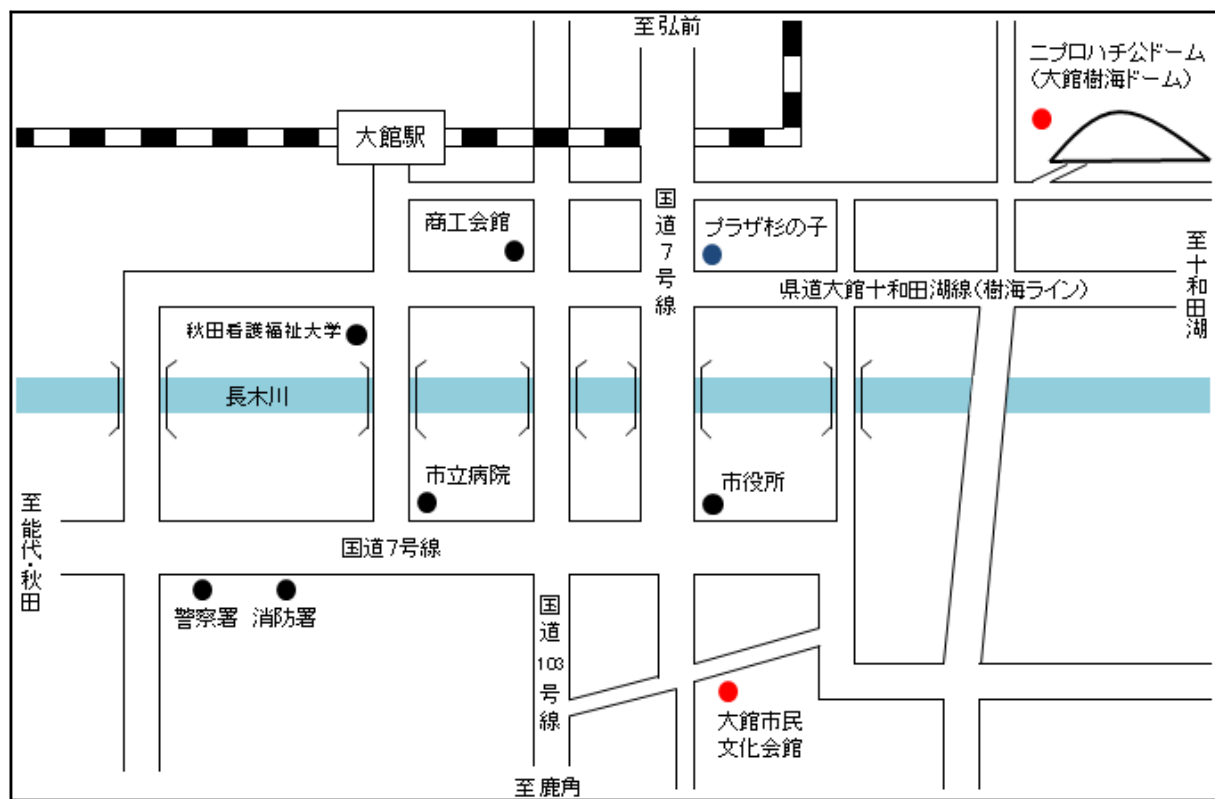 至弘前
ニプロハチ公ドーム
(大館樹海ドーム)
大館駅
国道7号線
商工会館
プラザ杉の子
至十和田湖
県道大館十和田湖線(樹海ライン)
秋田看護福祉大学
長木川
市立病院
市役所
至能代・秋田
国道7号線
警察署
消防署
国道103号線
大館市民
文化会館
至鹿角